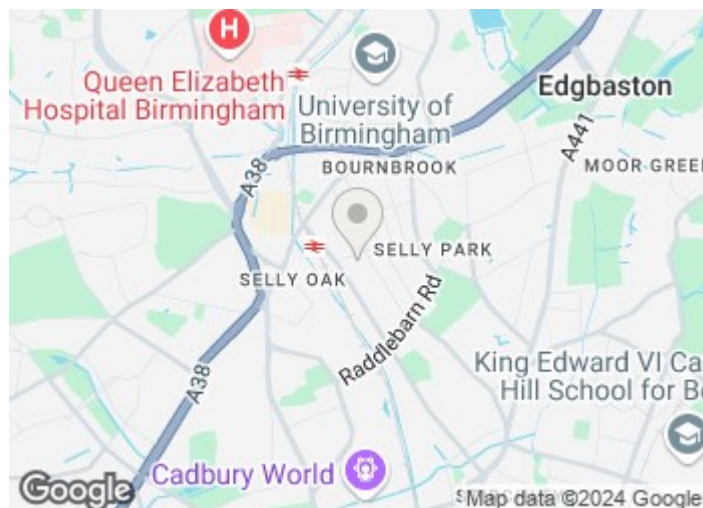 H
Queen Elizabeth
Hospital Birmingham
University of
Birmingham
Edgbaston
A441
A38
BOURNBROOK
MOOR GREE
SELLY PARK
SELLY OAK
Raddlebarn Rd
A38
King Edward VI Ca
Hill School for Bo
Cadbury World
Google
Map data ©2024 Google